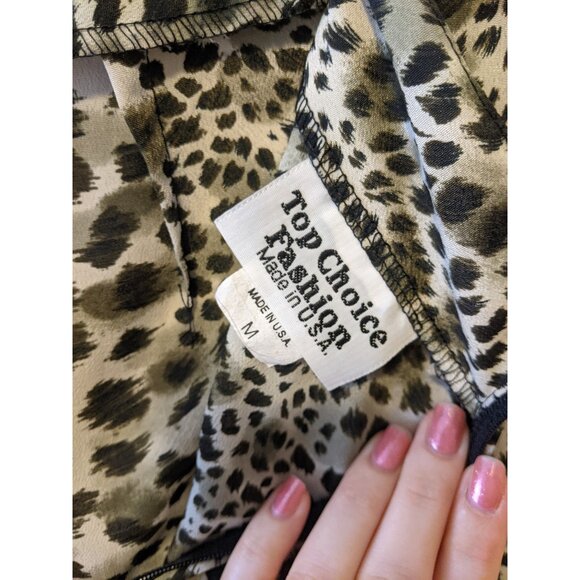 Top Choice
Fashion
Made in U.S.A.
MADE IN U.S.A.
M